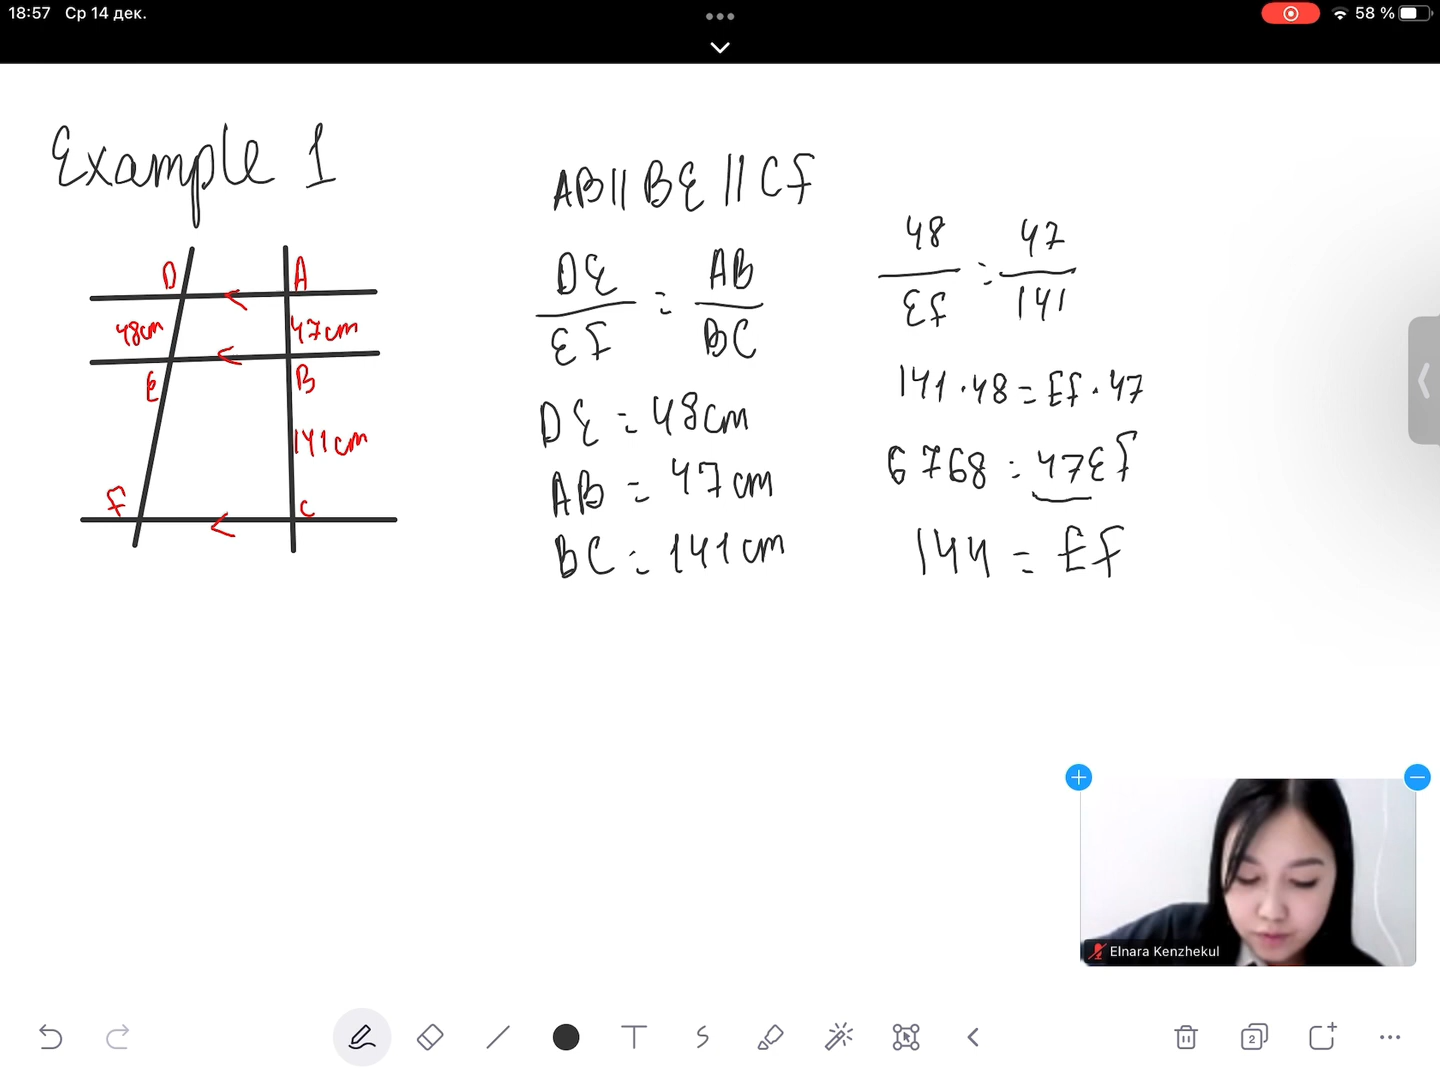 18:57 Ср 14 дек.
58 %
Example 1
D A
48cm 47cm
E B
141cm
F C
AB || BE || CF
DE / EF = AB / BC
DE = 48cm
AB = 47cm
BC = 141cm
48 / EF = 47 / 141
141 · 48 = EF · 47
6768 = 47EF
144 = EF
Elnara Kenzhekul
T
2